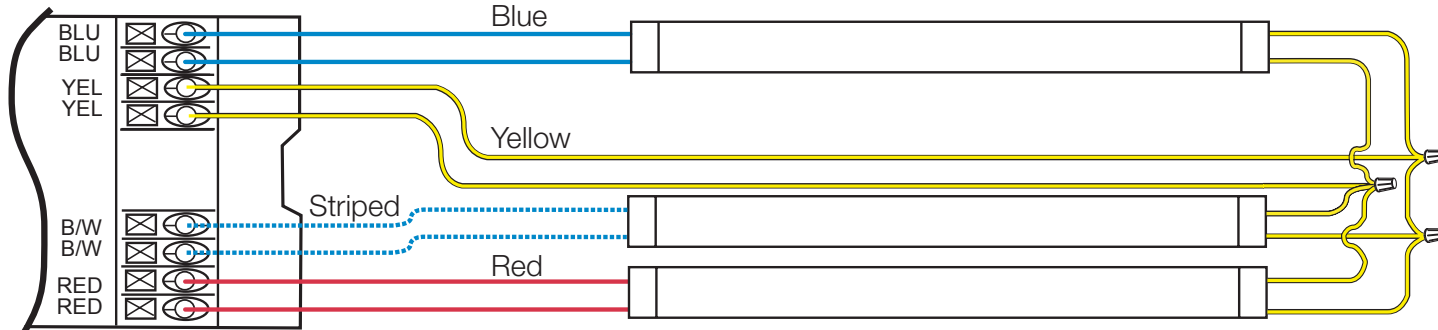 BLU
BLU
YEL
YEL
B/W
B/W
RED
RED
Blue
Yellow
Striped
Red